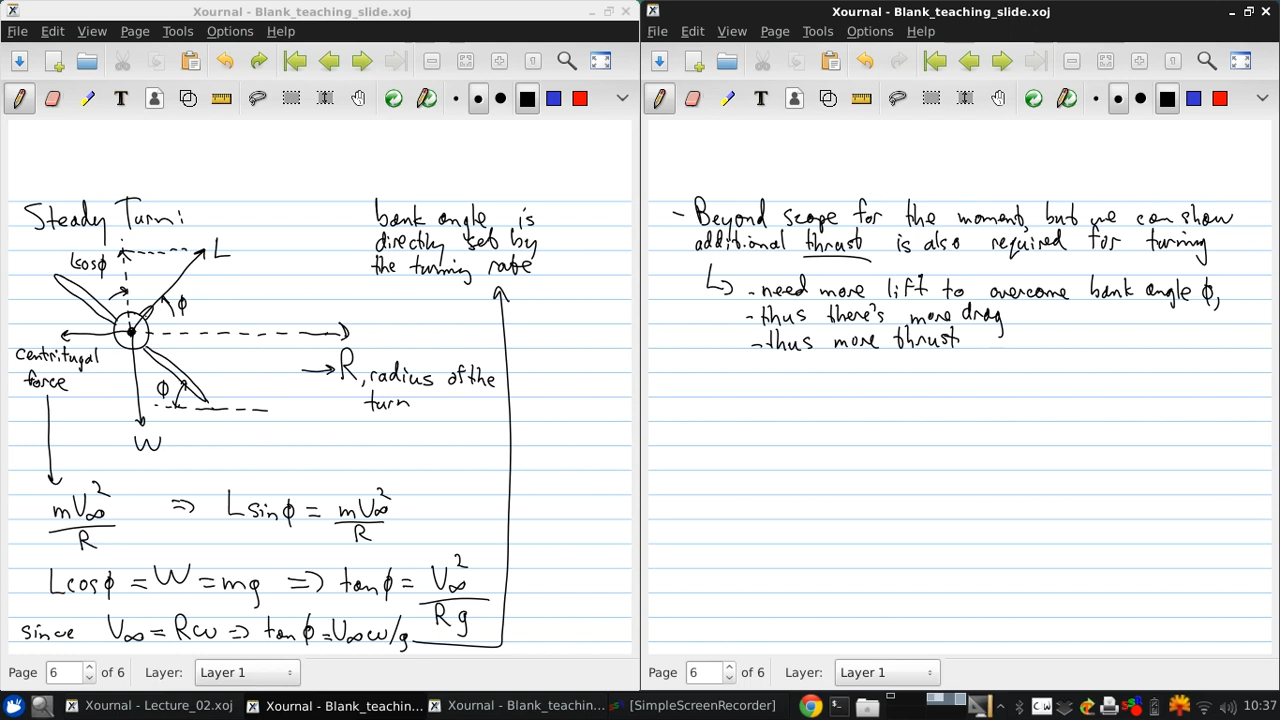 Xournal - Blank_teaching_slide.xoj
File Edit View Page Tools Options Help
Steady Turn:
L
Lcosϕ
ϕ
centrifugal
force
R, radius of the
turn
ϕ
W
bank angle is
directly set by
the turning rate
mV∞²/R => Lsinϕ = mV∞²/R
Lcosϕ = W = mg => tanϕ = V∞²/Rg
since V∞ = Rω => tanϕ = V∞ω/g
Page 6 of 6 Layer: Layer 1
Xournal - Blank_teaching_slide.xoj
File Edit View Page Tools Options Help
- Beyond scope for the moment, but we can show
additional thrust is also required for turning
↳ - need more lift to overcome bank angle ϕ,
- thus there's more drag
- thus more thrust
Page 6 of 6 Layer: Layer 1
Xournal - Lecture_02.xoj Xournal - Blank_teachin... Xournal - Blank_teachin... [SimpleScreenRecorder] 10:37